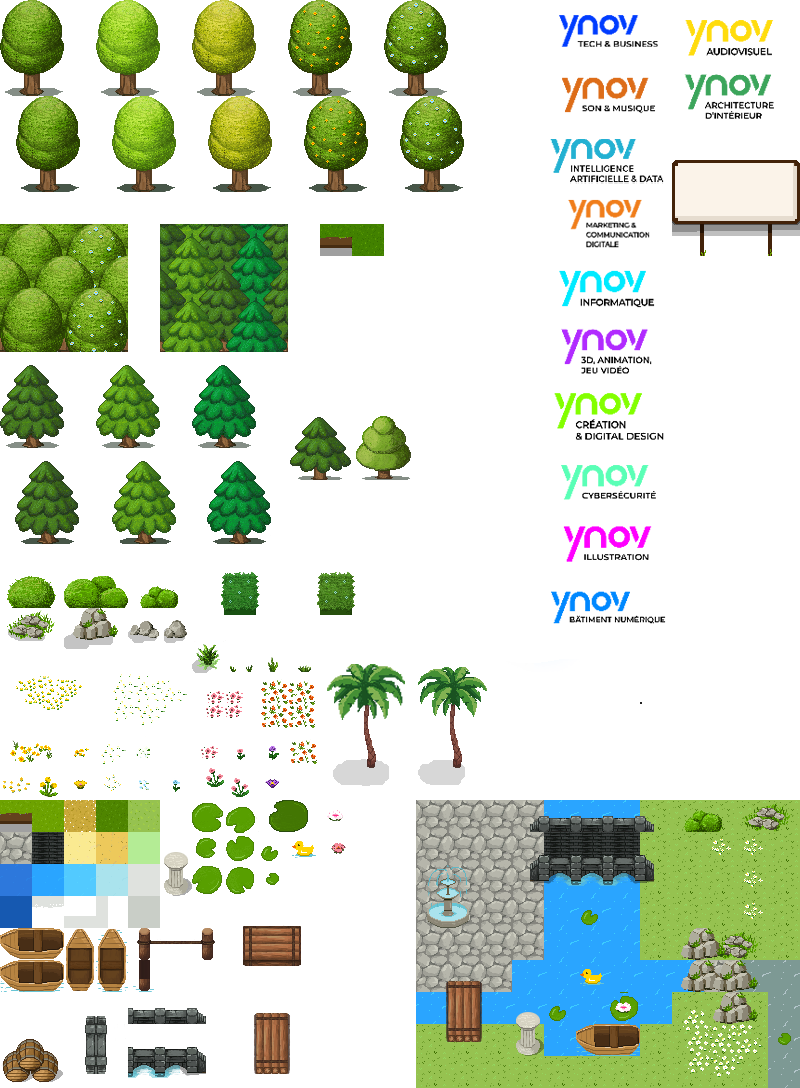 ynov
TECH & BUSINESS
ynov
AUDIOVISUEL
ynov
SON & MUSIQUE
ynov
ARCHITECTURE
D'INTÉRIEUR
ynov
INTELLIGENCE
ARTIFICIELLE & DATA
ynov
MARKETING &
COMMUNICATION
DIGITALE
ynov
INFORMATIQUE
ynov
3D, ANIMATION,
JEU VIDÉO
ynov
CRÉATION
& DIGITAL DESIGN
ynov
CYBERSÉCURITÉ
ynov
ILLUSTRATION
ynov
BÂTIMENT NUMÉRIQUE